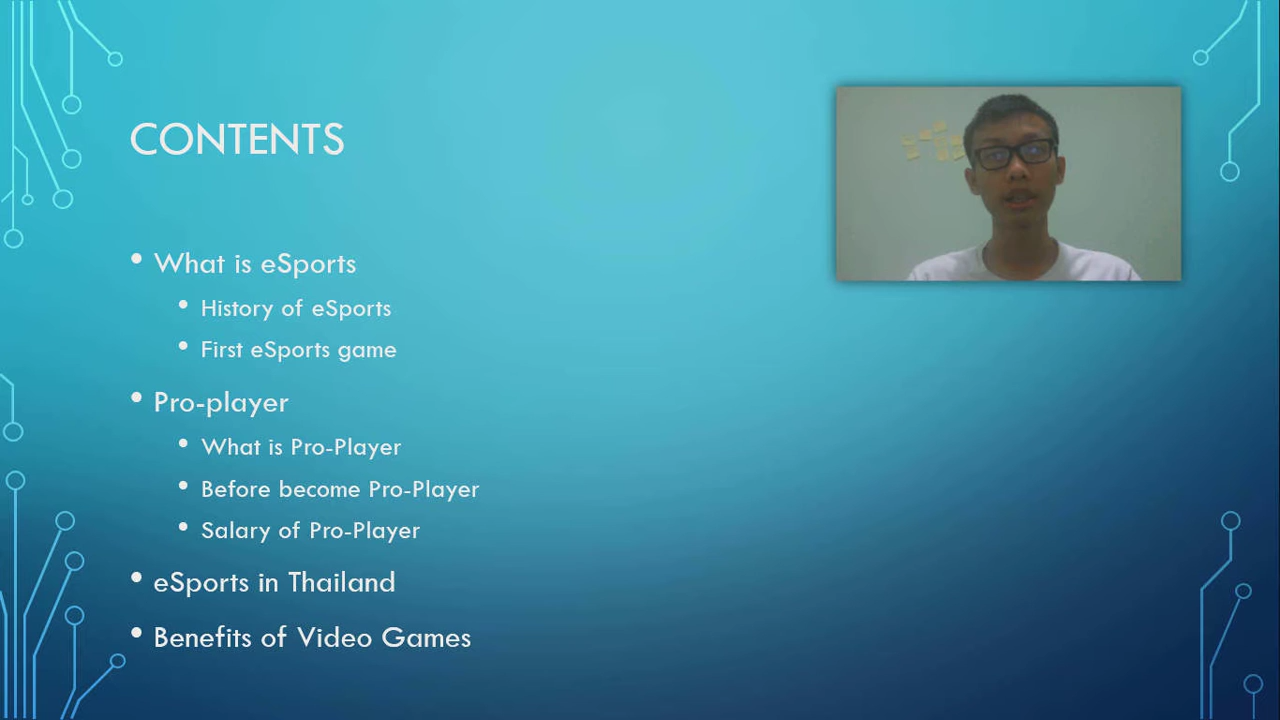 CONTENTS
• What is eSports
• History of eSports
• First eSports game
• Pro-player
• What is Pro-Player
• Before become Pro-Player
• Salary of Pro-Player
• eSports in Thailand
• Benefits of Video Games